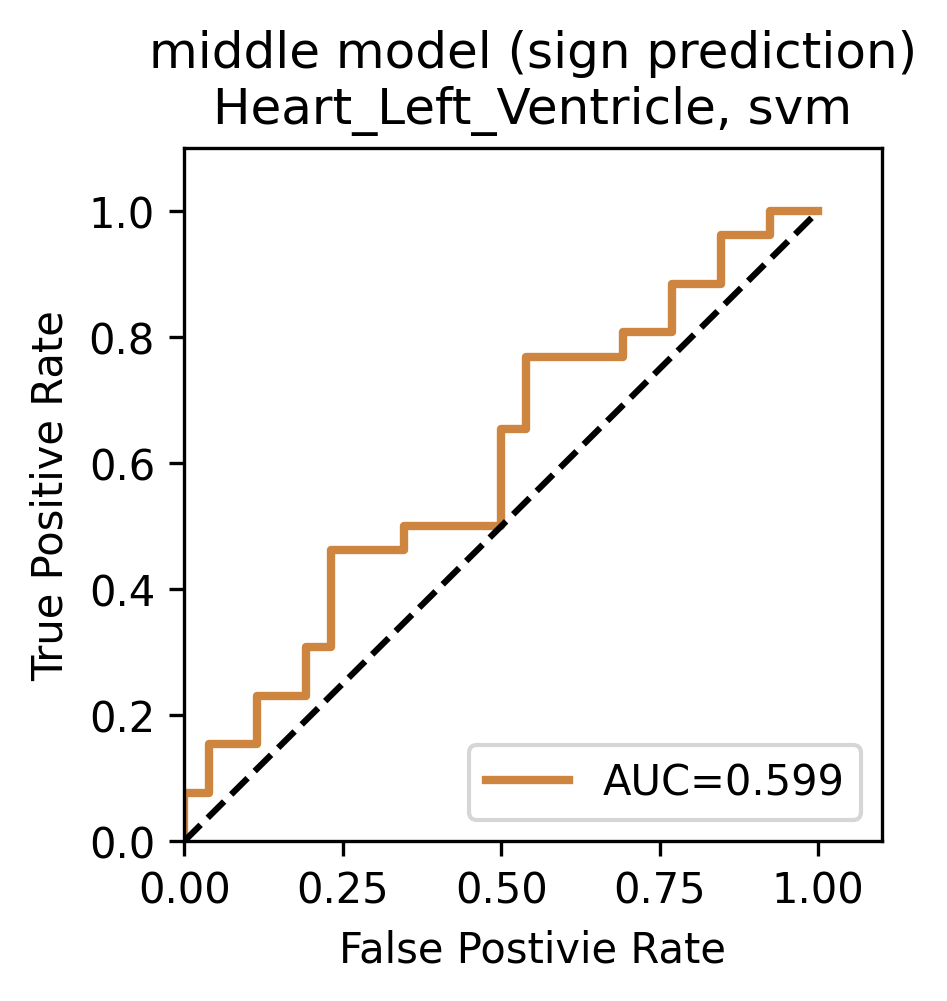 middle model (sign prediction)
Heart_Left_Ventricle, svm
True Positive Rate
1.0
0.8
0.6
0.4
0.2
0.0
AUC=0.599
0.00 0.25 0.50 0.75 1.00
False Postivie Rate